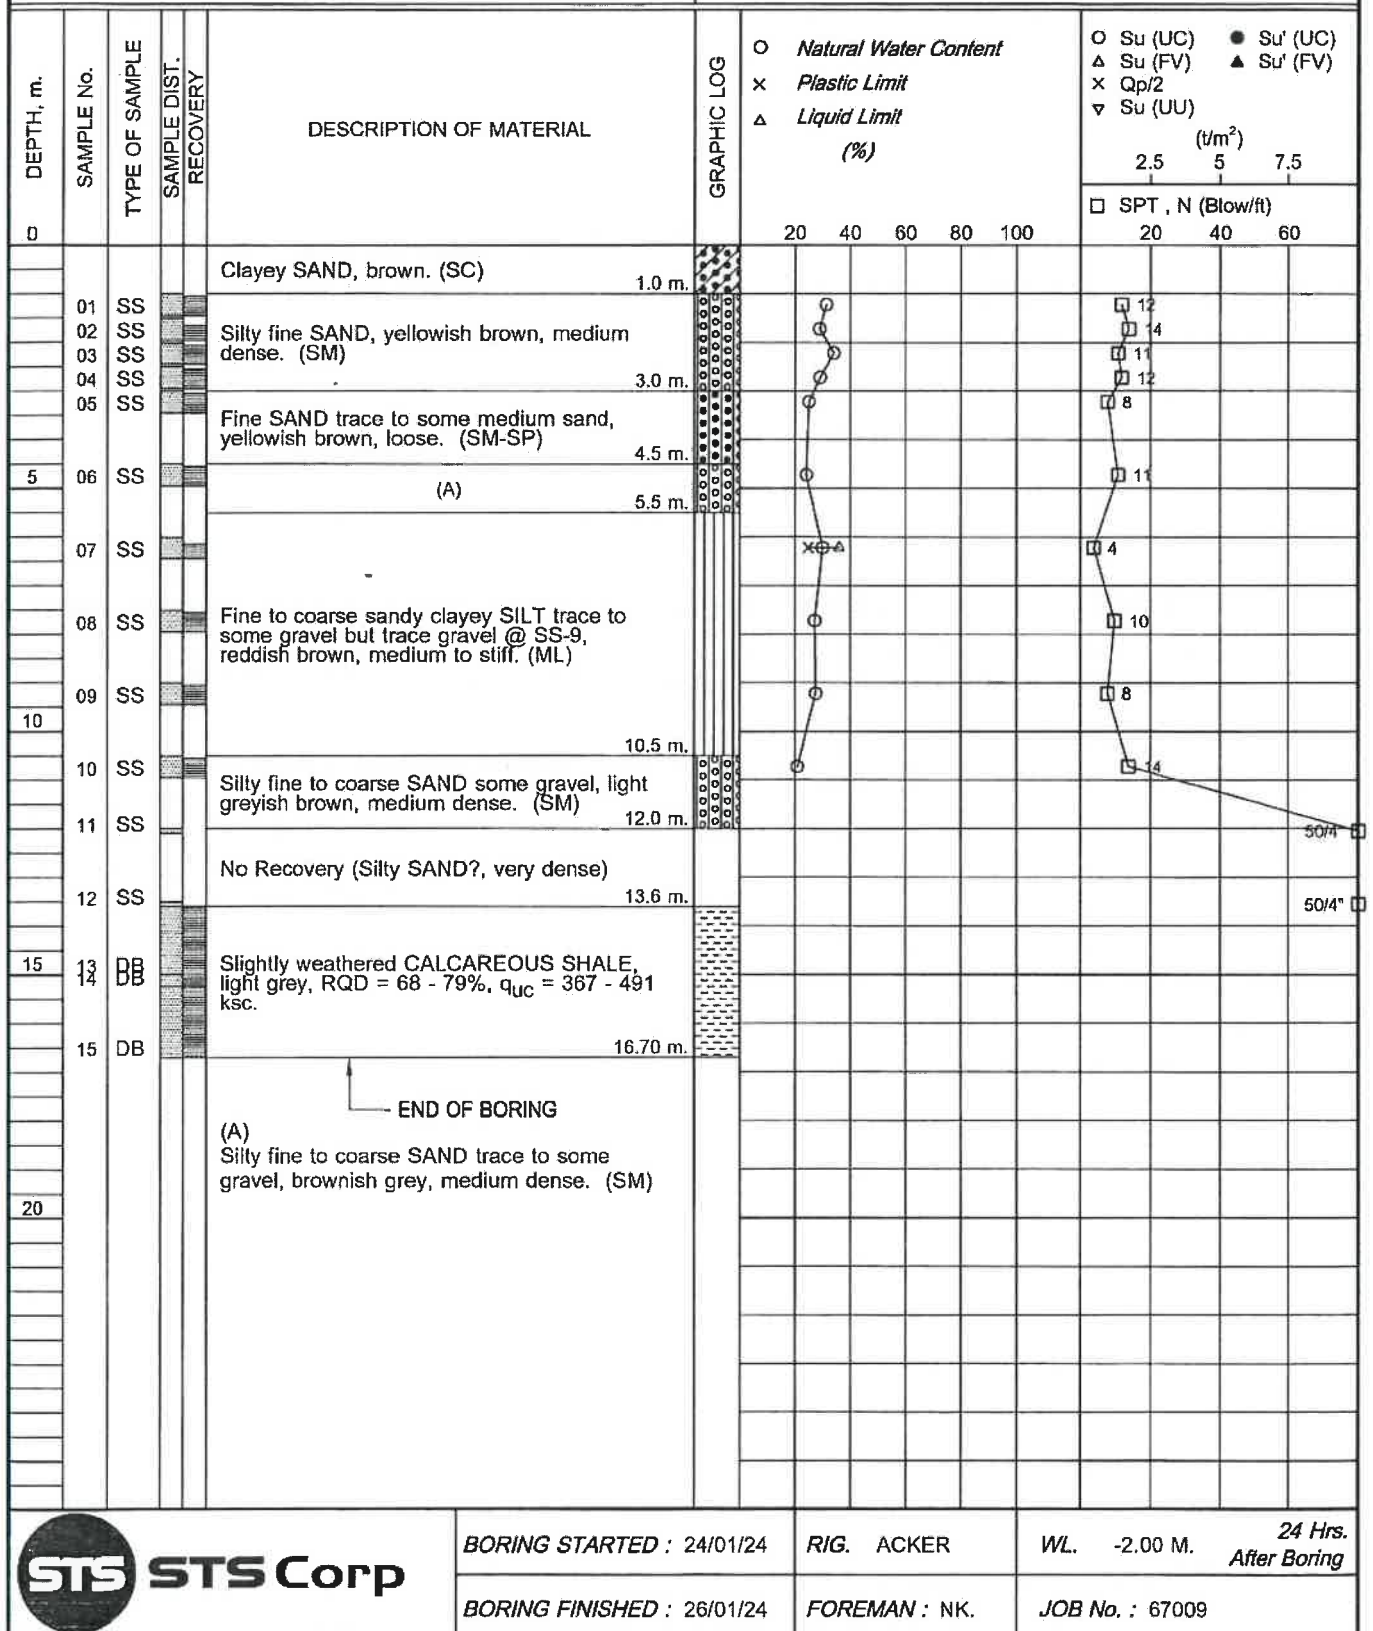 DEPTH, m.
SAMPLE No.
TYPE OF SAMPLE
SAMPLE DIST.
RECOVERY
DESCRIPTION OF MATERIAL
GRAPHIC LOG
○ Natural Water Content
× Plastic Limit
△ Liquid Limit
(%)
○ Su (UC) ● Su' (UC)
△ Su (FV) ▲ Su' (FV)
× Qp/2
▽ Su (UU)
(t/m²)
2.5 5 7.5
□ SPT , N (Blow/ft)
0
20 40 60 80 100
20 40 60
Clayey SAND, brown. (SC)
1.0 m.
01 SS
12
02 SS
14
Silty fine SAND, yellowish brown, medium
dense. (SM)
03 SS
11
04 SS
3.0 m.
12
05 SS
8
Fine SAND trace to some medium sand,
yellowish brown, loose. (SM-SP)
4.5 m.
5
06 SS
(A)
5.5 m.
11
07 SS
4
08 SS
10
Fine to coarse sandy clayey SILT trace to
some gravel but trace gravel @ SS-9,
reddish brown, medium to stiff. (ML)
09 SS
8
10
10.5 m.
10 SS
14
Silty fine to coarse SAND some gravel, light
greyish brown, medium dense. (SM)
12.0 m.
11 SS
50/4"
No Recovery (Silty SAND?, very dense)
12 SS
13.6 m.
50/4"
15
13 DB
14 DB
Slightly weathered CALCAREOUS SHALE,
light grey, RQD = 68 - 79%, quc = 367 - 491
ksc.
15 DB
16.70 m.
END OF BORING
(A)
Silty fine to coarse SAND trace to some
gravel, brownish grey, medium dense. (SM)
20
STS STS Corp
BORING STARTED : 24/01/24
RIG. ACKER
WL. -2.00 M.
24 Hrs.
After Boring
BORING FINISHED : 26/01/24
FOREMAN : NK.
JOB No. : 67009